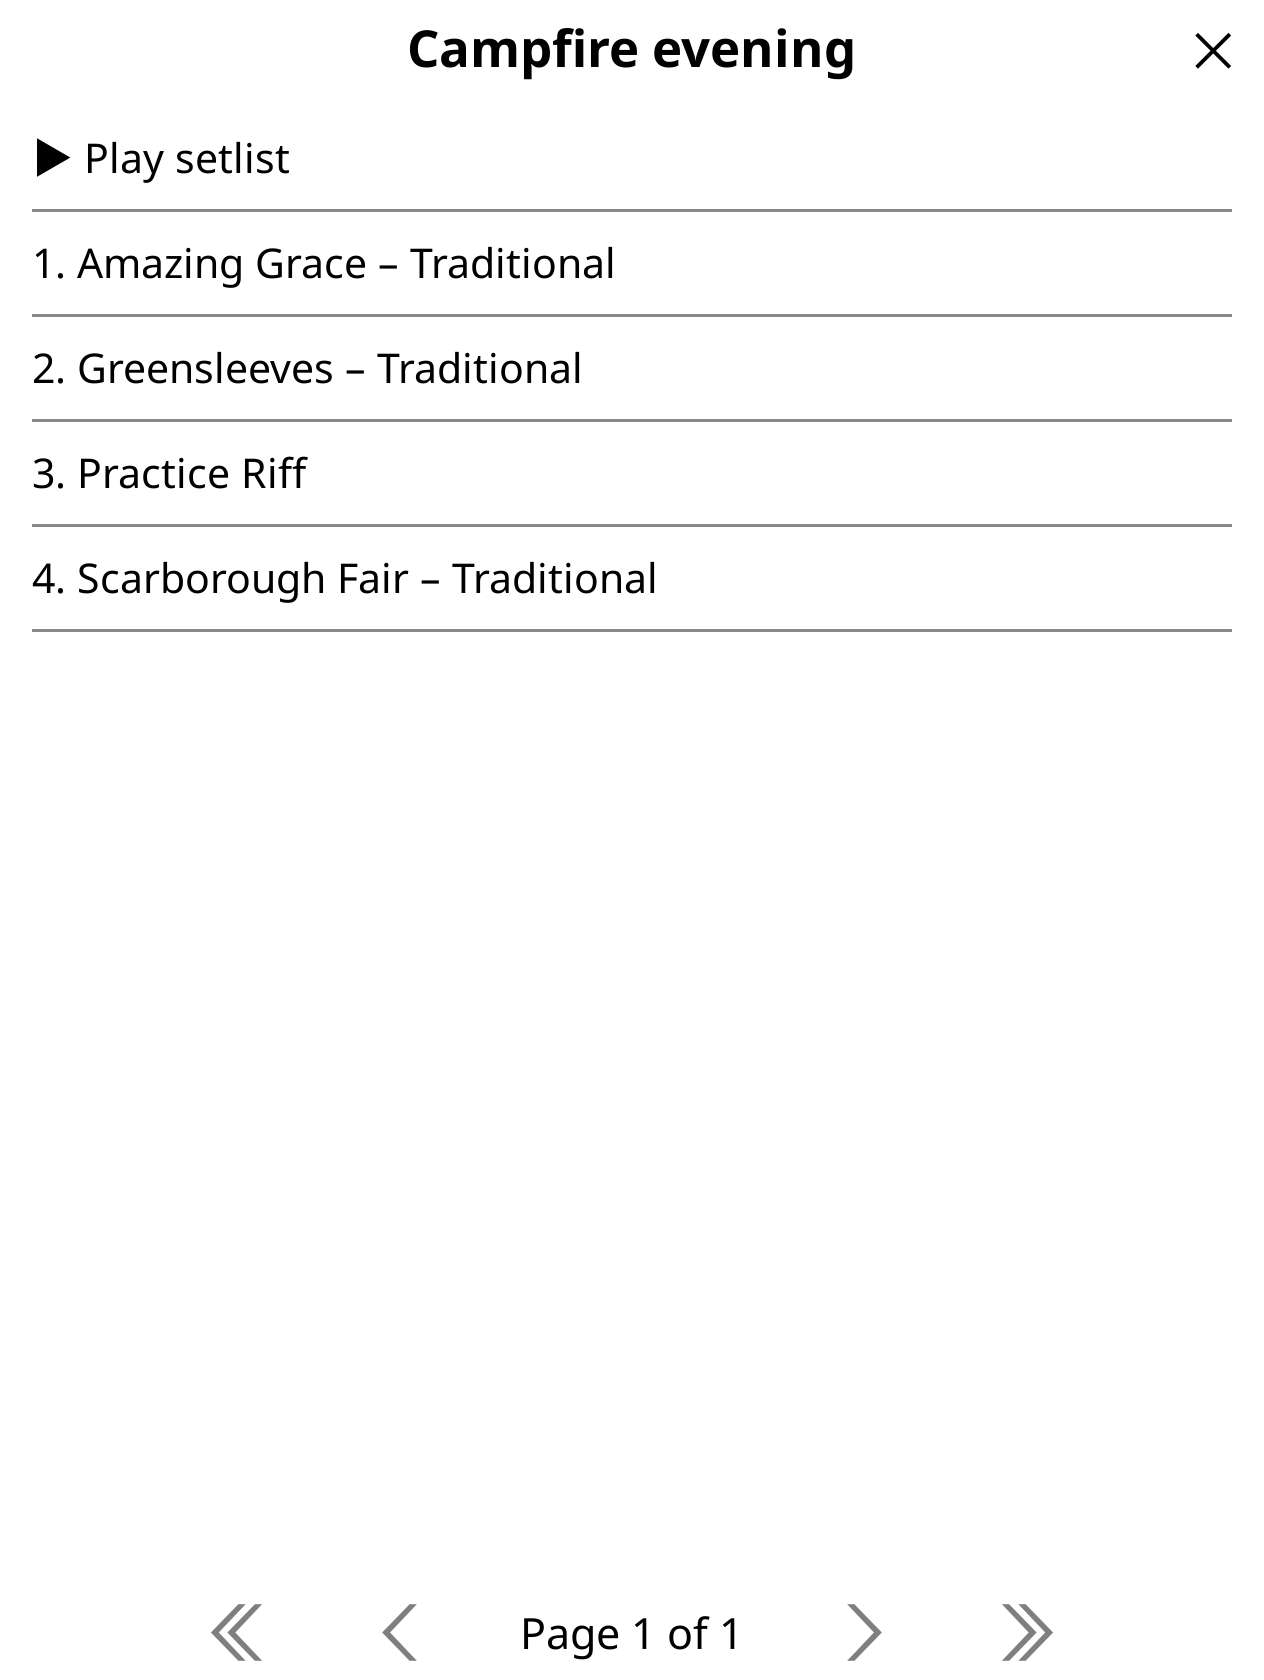 Campfire evening
▶ Play setlist
1. Amazing Grace – Traditional
2. Greensleeves – Traditional
3. Practice Riff
4. Scarborough Fair – Traditional
Page 1 of 1